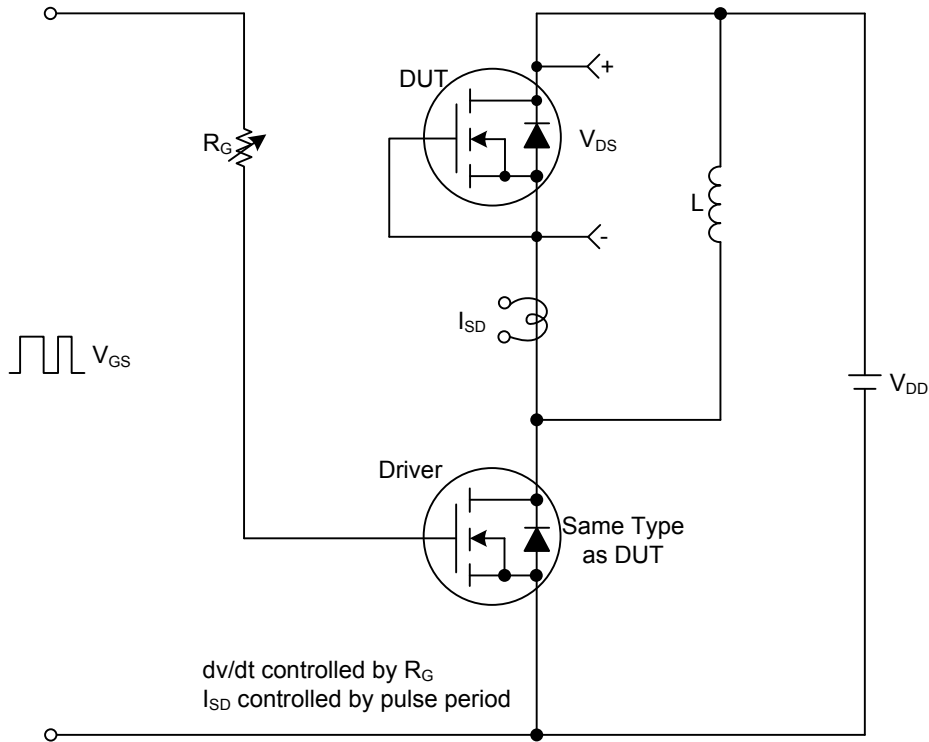 DUT
+
R_G
V_DS
L
-
I_SD
V_GS
V_DD
Driver
Same Type
as DUT
dv/dt controlled by R_G
I_SD controlled by pulse period